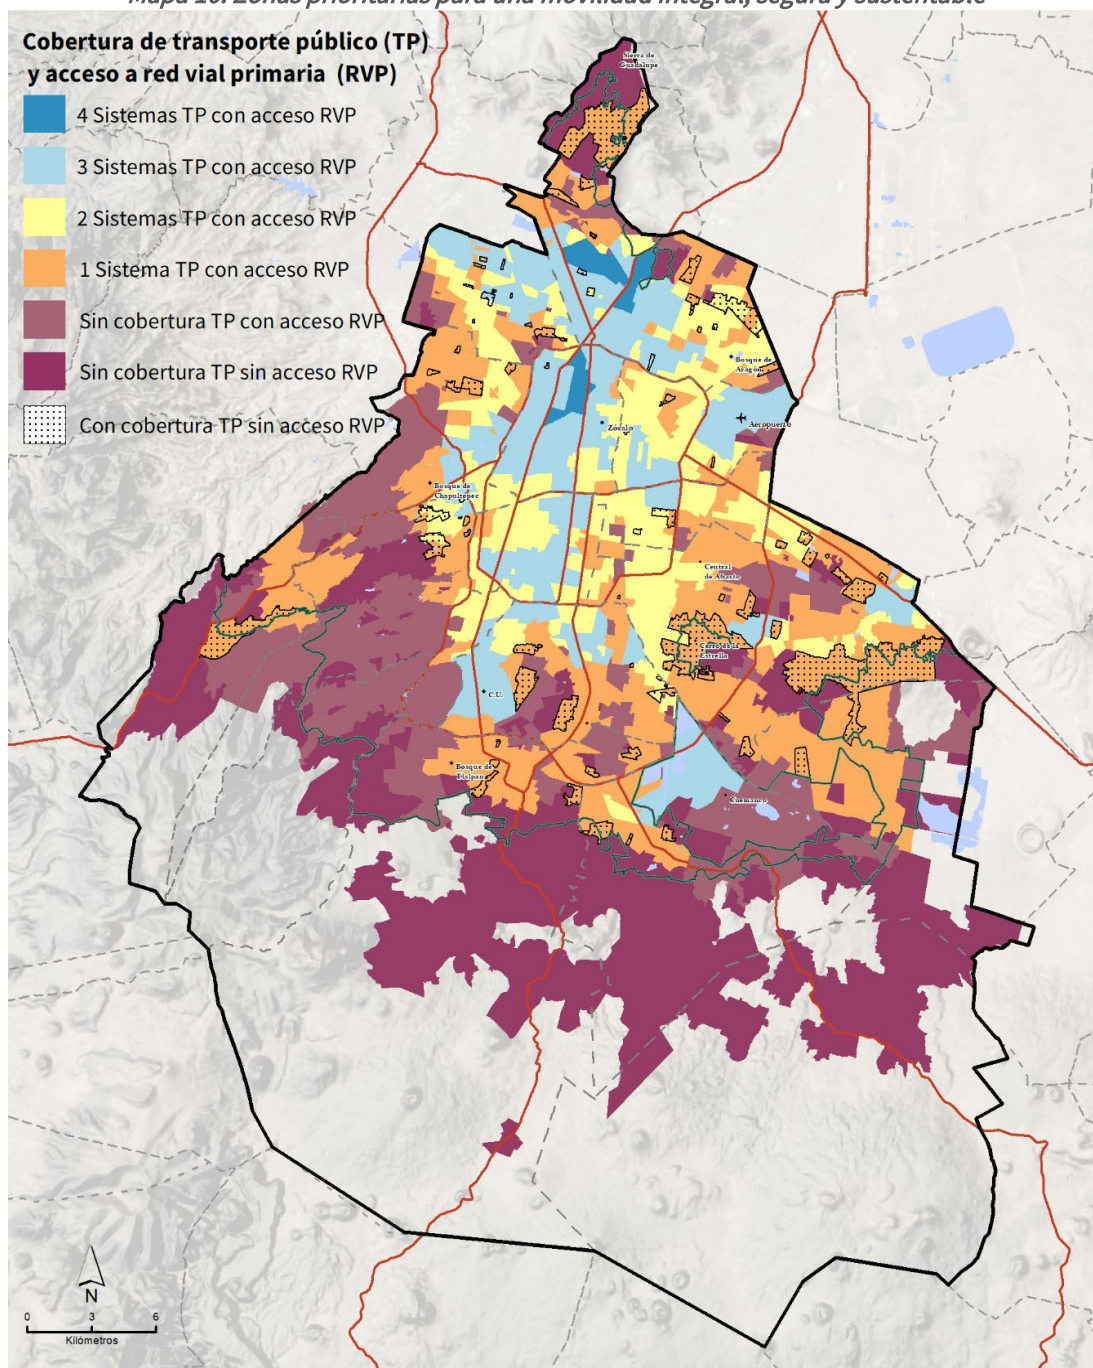 Mapa 10. Zonas prioritarias para una movilidad integral, segura y sustentable
Cobertura de transporte público (TP)
y acceso a red vial primaria (RVP)
4 Sistemas TP con acceso RVP
3 Sistemas TP con acceso RVP
2 Sistemas TP con acceso RVP
1 Sistema TP con acceso RVP
Sin cobertura TP con acceso RVP
Sin cobertura TP sin acceso RVP
Con cobertura TP sin acceso RVP
Sierra de
Guadalupe
Bosque de
Aragón
Zócalo
Aeropuerto
Bosque de
Chapultepec
Central
de Abasto
Cerro de la
Estrella
C.U.
Bosque de
Tlalpan
Cuemanco
N
0 3 6
Kilómetros